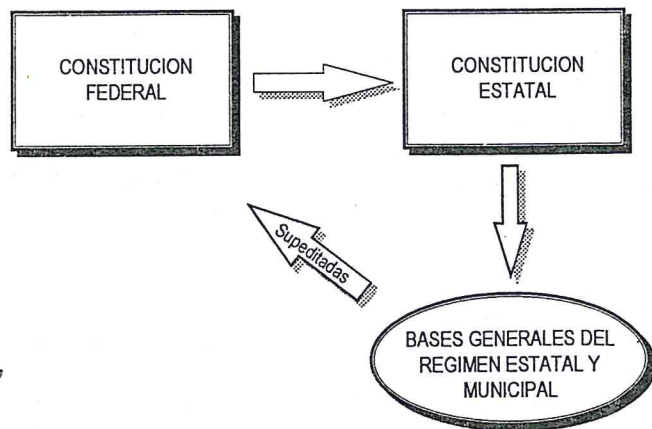 CONSTITUCION
FEDERAL
CONSTITUCION
ESTATAL
Supeditadas
BASES GENERALES DEL
REGIMEN ESTATAL Y
MUNICIPAL